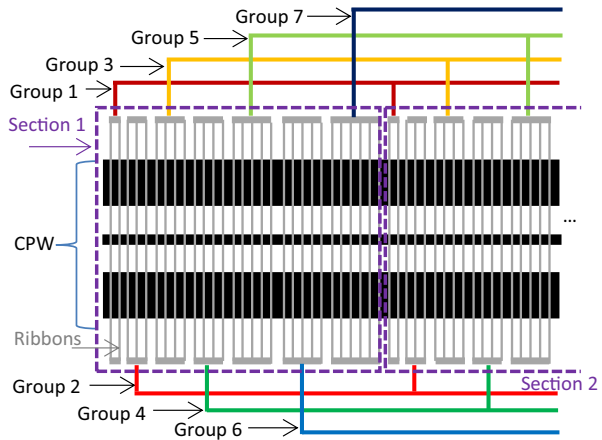 Group 7
Group 5
Group 3
Group 1
Section 1
CPW
...
Ribbons
Group 2
Section 2
Group 4
Group 6